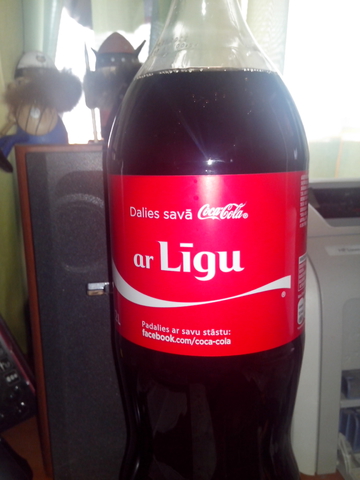 Dalies savā Coca-Cola®
ar Līgu
®
Padalies ar savu stāstu:
facebook.com/coca-cola